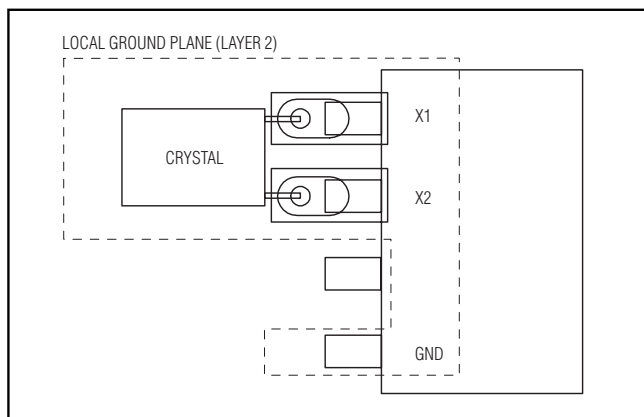 LOCAL GROUND PLANE (LAYER 2)
X1
CRYSTAL
X2
GND